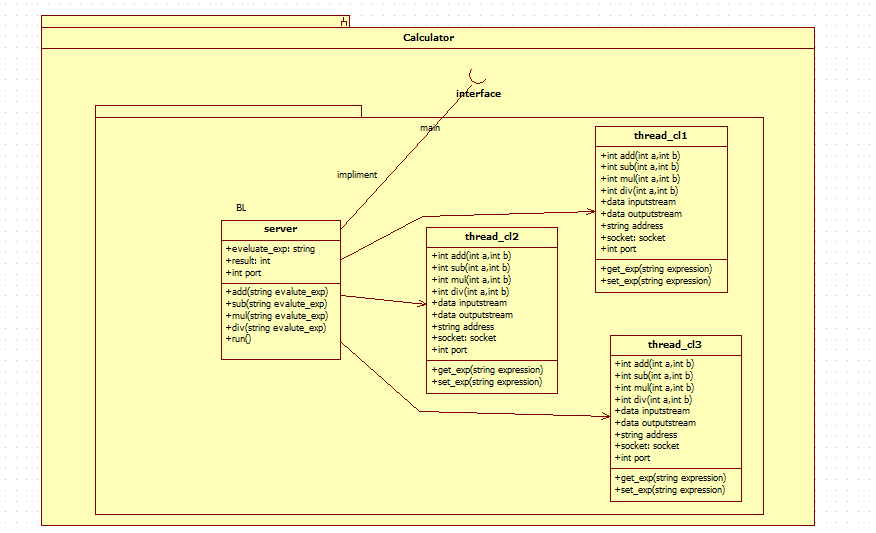 Calculator
interface
main
impliment
BL
server
+eveluate_exp: string
+result: int
+int port
+add(string evalute_exp)
+sub(string evalute_exp)
+mul(string evalute_exp)
+div(string evalute_exp)
+run()
thread_cl2
+int add(int a,int b)
+int sub(int a,int b)
+int mul(int a,int b)
+int div(int a,int b)
+data inputstream
+data outputstream
+string address
+socket: socket
+int port
+get_exp(string expression)
+set_exp(string expression)
thread_cl1
+int add(int a,int b)
+int sub(int a,int b)
+int mul(int a,int b)
+int div(int a,int b)
+data inputstream
+data outputstream
+string address
+socket: socket
+int port
+get_exp(string expression)
+set_exp(string expression)
thread_cl3
+int add(int a,int b)
+int sub(int a,int b)
+int mul(int a,int b)
+int div(int a,int b)
+data inputstream
+data outputstream
+string address
+socket: socket
+int port
+get_exp(string expression)
+set_exp(string expression)